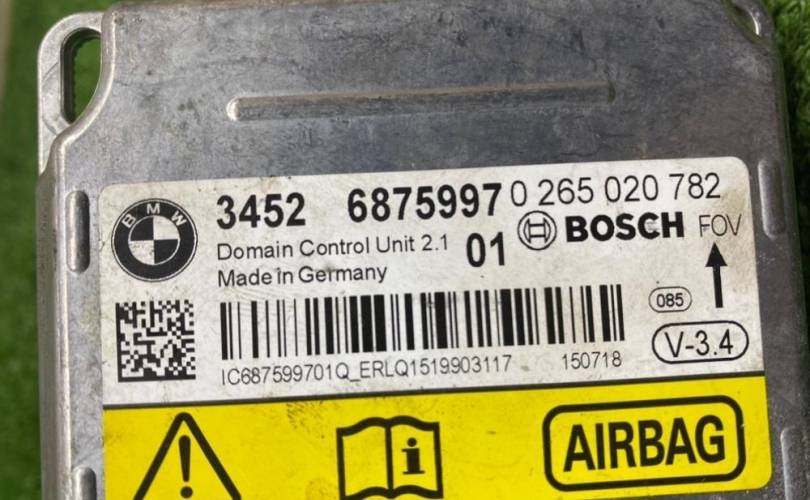 3452 6875997 0 265 020 782
BMW
Domain Control Unit 2.1 01 BOSCH FOV
Made in Germany
085
V-3.4
IC687599701Q_ERLQ1519903117 150718
i
AIRBAG